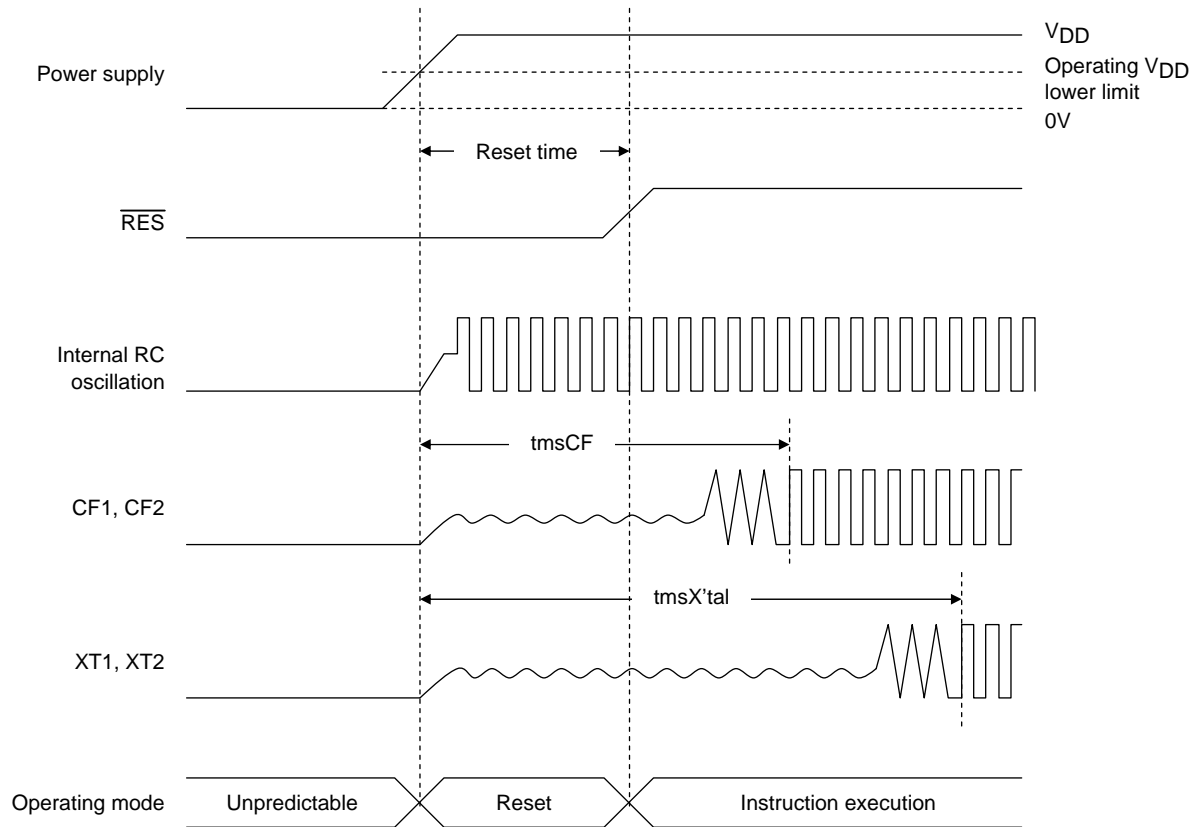 VDD
Power supply
Operating VDD
lower limit
0V
Reset time
RES
Internal RC
oscillation
tmsCF
CF1, CF2
tmsX'tal
XT1, XT2
Operating mode
Unpredictable
Reset
Instruction execution